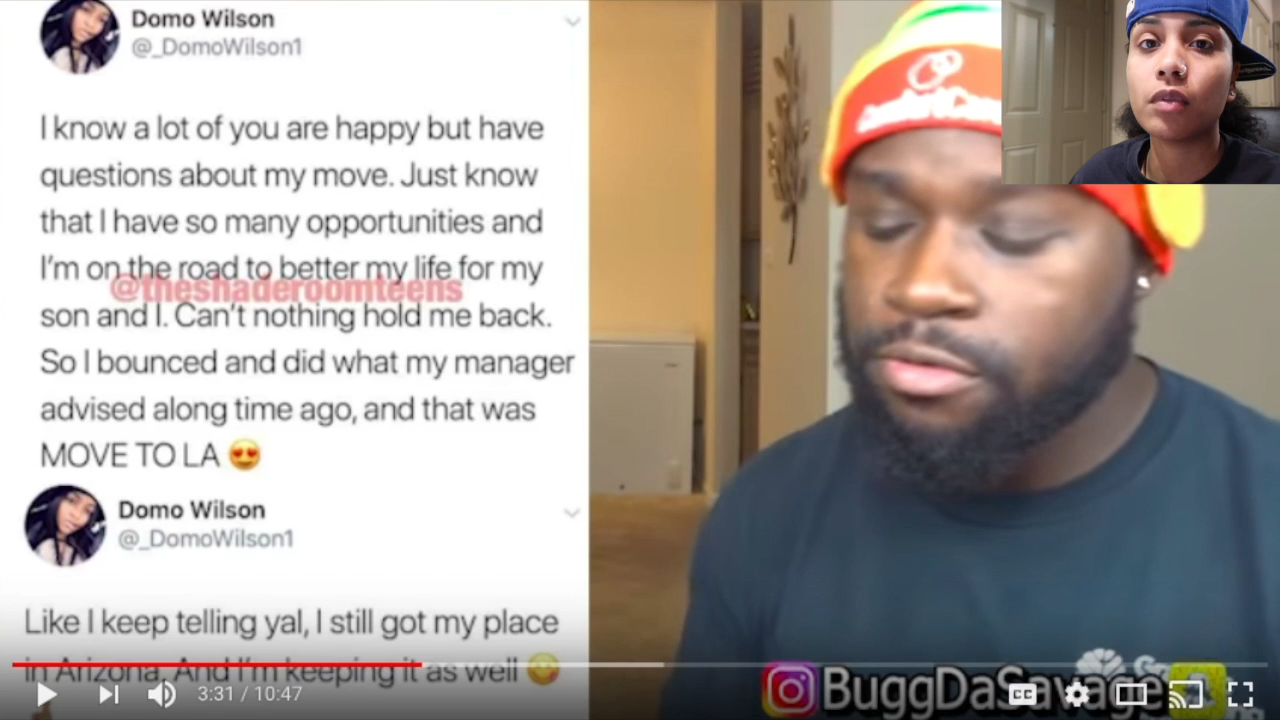 Domo Wilson
@_DomoWilson1
I know a lot of you are happy but have
questions about my move. Just know
that I have so many opportunities and
I'm on the road to better my life for my
@theshaderoomteens
son and I. Can't nothing hold me back.
So I bounced and did what my manager
advised along time ago, and that was
MOVE TO LA 😍
Domo Wilson
@_DomoWilson1
Like I keep telling yal, I still got my place
in Arizona. And I'm keeping it as well 😋
BuggDaSavage
3:31 / 10:47
CC